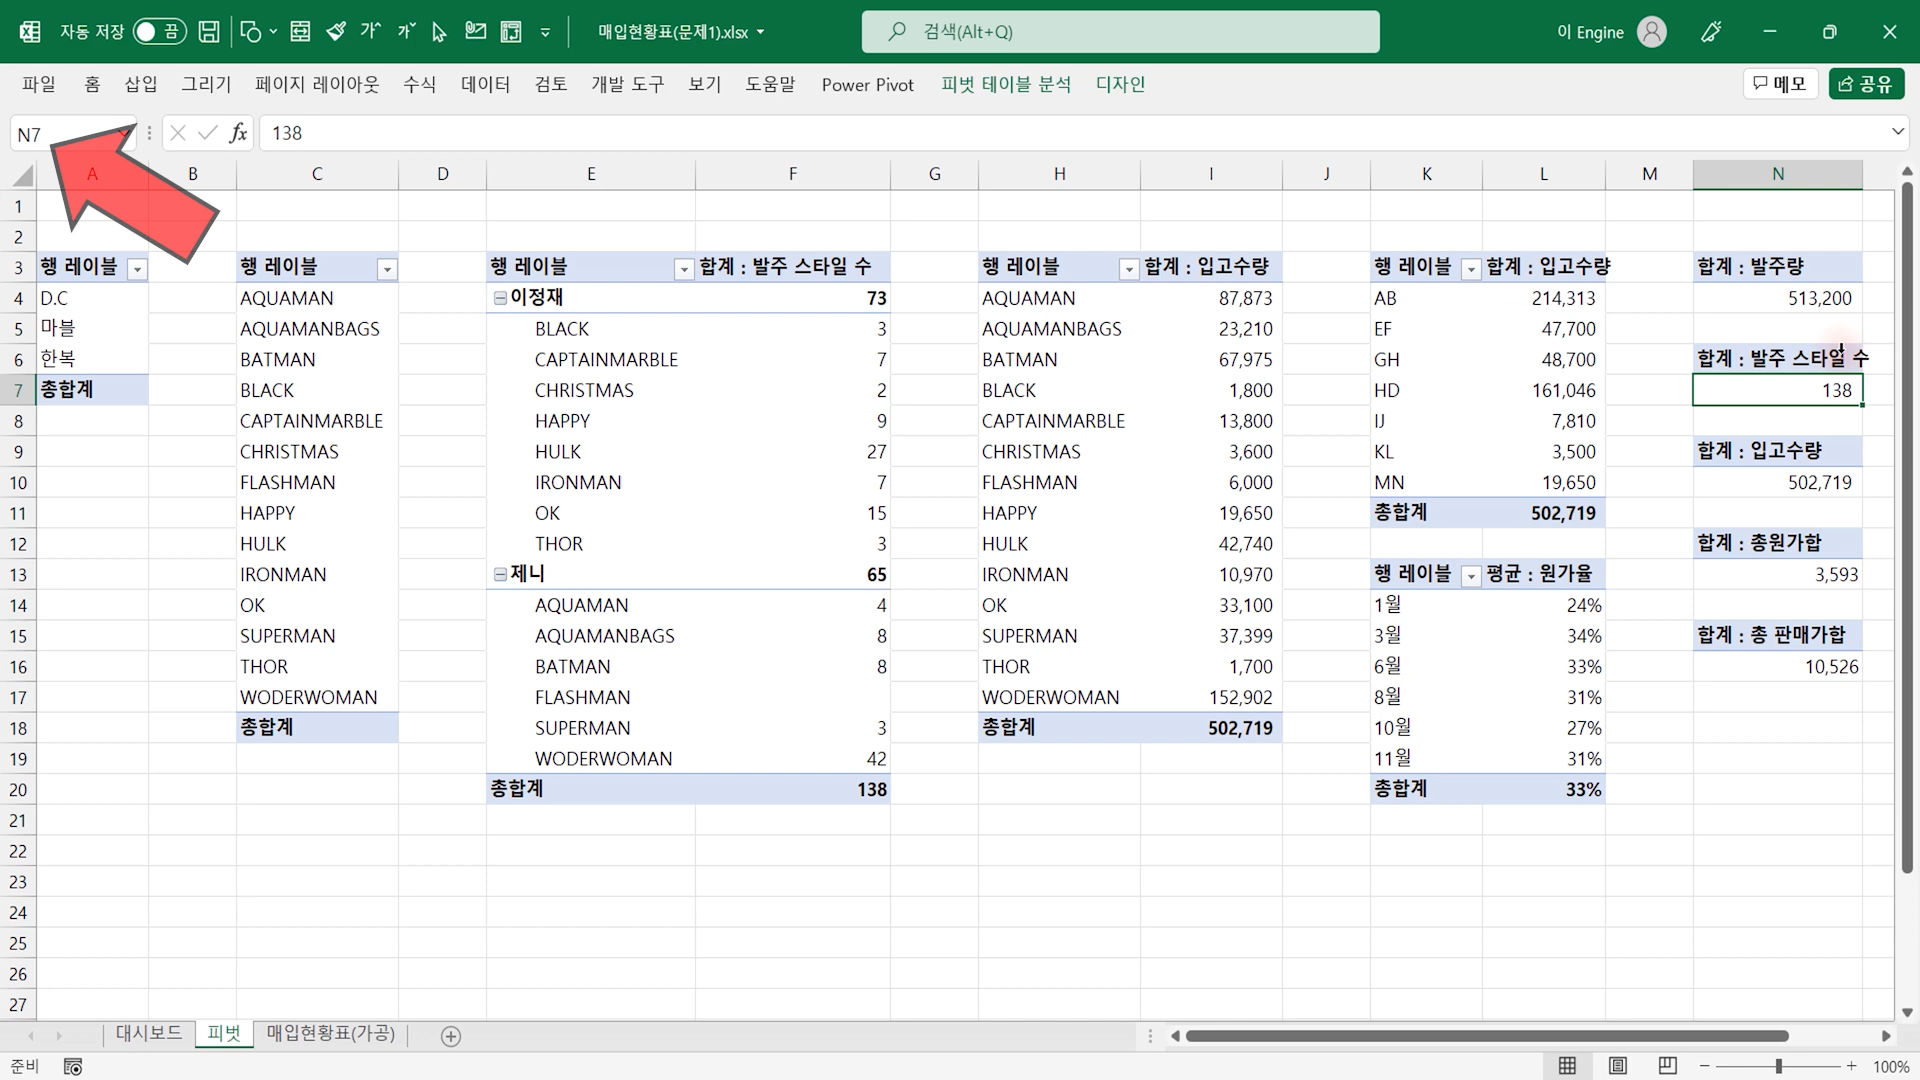 자동 저장 끔 가 가 매입현황표(문제1).xlsx 검색(Alt+Q) 이 Engine
파일 홈 삽입 그리기 페이지 레이아웃 수식 데이터 검토 개발 도구 보기 도움말 Power Pivot 피벗 테이블 분석 디자인 메모 공유
N7 fx 138
A B C D E F G H I J K L M N
1
2
3 행 레이블 행 레이블 행 레이블 합계 : 발주 스타일 수 행 레이블 합계 : 입고수량 행 레이블 합계 : 입고수량 합계 : 발주량
4 D.C AQUAMAN 이정재 73 AQUAMAN 87,873 AB 214,313 513,200
5 마블 AQUAMANBAGS BLACK 3 AQUAMANBAGS 23,210 EF 47,700
6 한복 BATMAN CAPTAINMARBLE 7 BATMAN 67,975 GH 48,700 합계 : 발주 스타일 수
7 총합계 BLACK CHRISTMAS 2 BLACK 1,800 HD 161,046 138
8 CAPTAINMARBLE HAPPY 9 CAPTAINMARBLE 13,800 IJ 7,810
9 CHRISTMAS HULK 27 CHRISTMAS 3,600 KL 3,500 합계 : 입고수량
10 FLASHMAN IRONMAN 7 FLASHMAN 6,000 MN 19,650 502,719
11 HAPPY OK 15 HAPPY 19,650 총합계 502,719
12 HULK THOR 3 HULK 42,740 합계 : 총원가합
13 IRONMAN 제니 65 IRONMAN 10,970 행 레이블 평균 : 원가율 3,593
14 OK AQUAMAN 4 OK 33,100 1월 24%
15 SUPERMAN AQUAMANBAGS 8 SUPERMAN 37,399 3월 34% 합계 : 총 판매가합
16 THOR BATMAN 8 THOR 1,700 6월 33% 10,526
17 WODERWOMAN FLASHMAN WODERWOMAN 152,902 8월 31%
18 총합계 SUPERMAN 3 총합계 502,719 10월 27%
19 WODERWOMAN 42 11월 31%
20 총합계 138 총합계 33%
21
22
23
24
25
26
27
대시보드 피벗 매입현황표(가공)
준비 100%